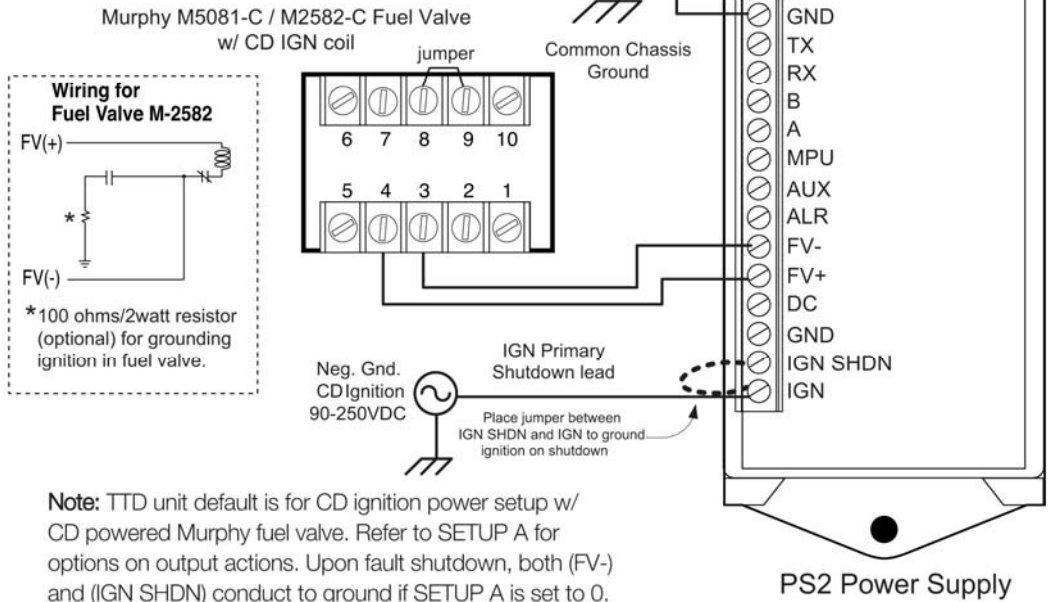 Murphy M5081-C / M2582-C Fuel Valve
w/ CD IGN coil
jumper
Common Chassis
Ground
Wiring for
Fuel Valve M-2582
FV(+)
*
FV(-)
*100 ohms/2watt resistor
(optional) for grounding
ignition in fuel valve.
6 7 8 9 10
5 4 3 2 1
GND
TX
RX
B
A
MPU
AUX
ALR
FV-
FV+
DC
GND
IGN SHDN
IGN
IGN Primary
Shutdown lead
Neg. Gnd.
CD Ignition
90-250VDC
Place jumper between
IGN SHDN and IGN to ground
ignition on shutdown
Note: TTD unit default is for CD ignition power setup w/
CD powered Murphy fuel valve. Refer to SETUP A for
options on output actions. Upon fault shutdown, both (FV-)
and (IGN SHDN) conduct to ground if SETUP A is set to 0.
PS2 Power Supply